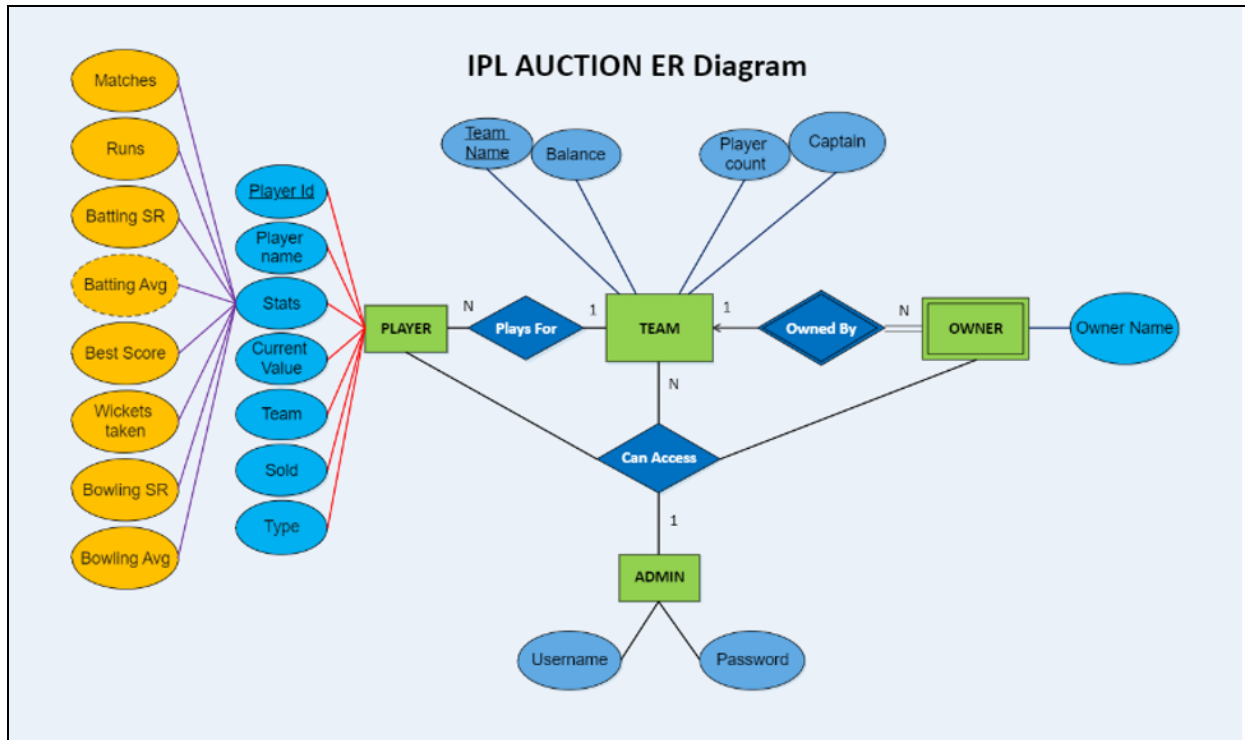 IPL AUCTION ER Diagram
Matches
Runs
Batting SR
Batting Avg
Best Score
Wickets
taken
Bowling SR
Bowling Avg
Player Id
Player
name
Stats
Current
Value
Team
Sold
Type
Team
Name
Balance
Player
count
Captain
PLAYER
N
Plays For
1
TEAM
1
Owned By
N
OWNER
Owner Name
N
Can Access
1
ADMIN
Username
Password